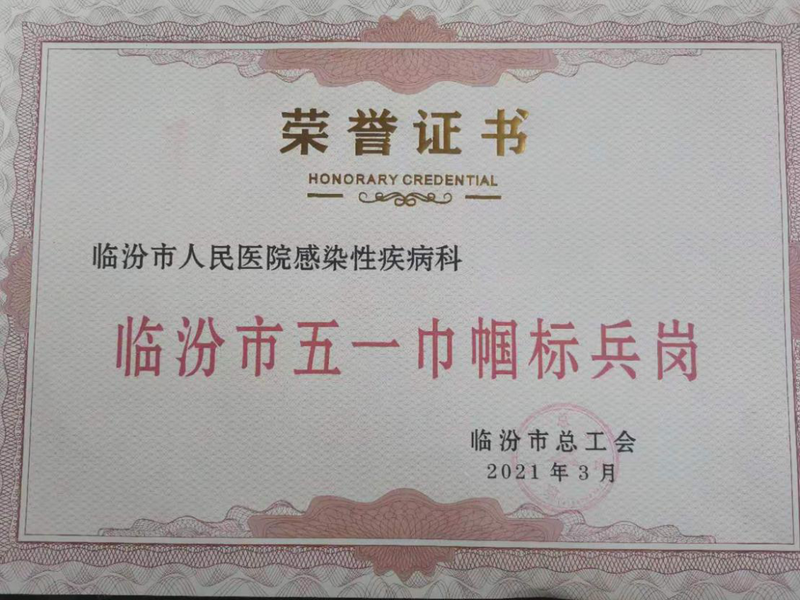 荣誉证书
HONORARY CREDENTIAL
临汾市人民医院感染性疾病科
临汾市五一巾帼标兵岗
临汾市总工会
2021年3月